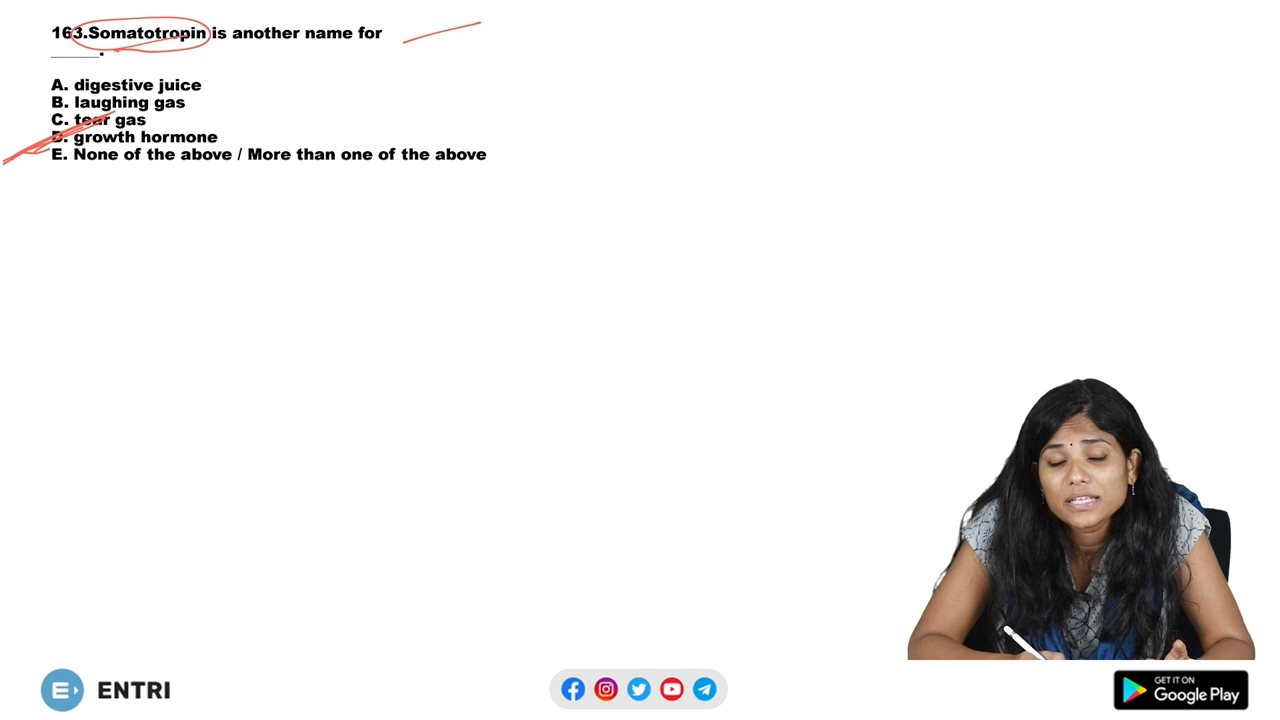 163.Somatotropin is another name for
______.
A. digestive juice
B. laughing gas
C. tear gas
D. growth hormone
E. None of the above / More than one of the above
E
ENTRI
GET IT ON
Google Play